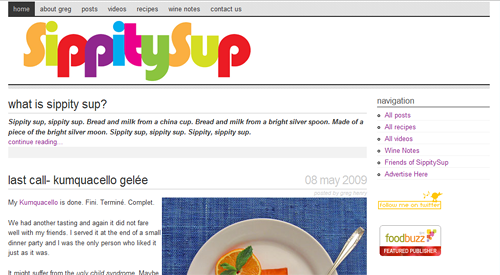 home about greg posts videos recipes wine notes contact us
SippitySup
what is sippity sup?
Sippity sup, sippity sup. Bread and milk from a china cup. Bread and milk from a bright silver spoon. Made of a
piece of the bright silver moon. Sippity sup, sippity sup. Sippity, sippity sup.
continue reading...
last call- kumquacello gelée 08 may 2009
posted by greg henry
My Kumquacello is done. Fini. Terminé. Complet.
We had another tasting and again it did not fare
well with my friends. I served it at the end of a small
dinner party and I was the only person who liked it
just as it was.
It might suffer from the ugly child syndrome. Maybe
navigation
All posts
All recipes
All videos
Wine Notes
Friends of SippitySup
Advertise Here
follow me on twitter
foodbuzz
FEATURED PUBLISHER